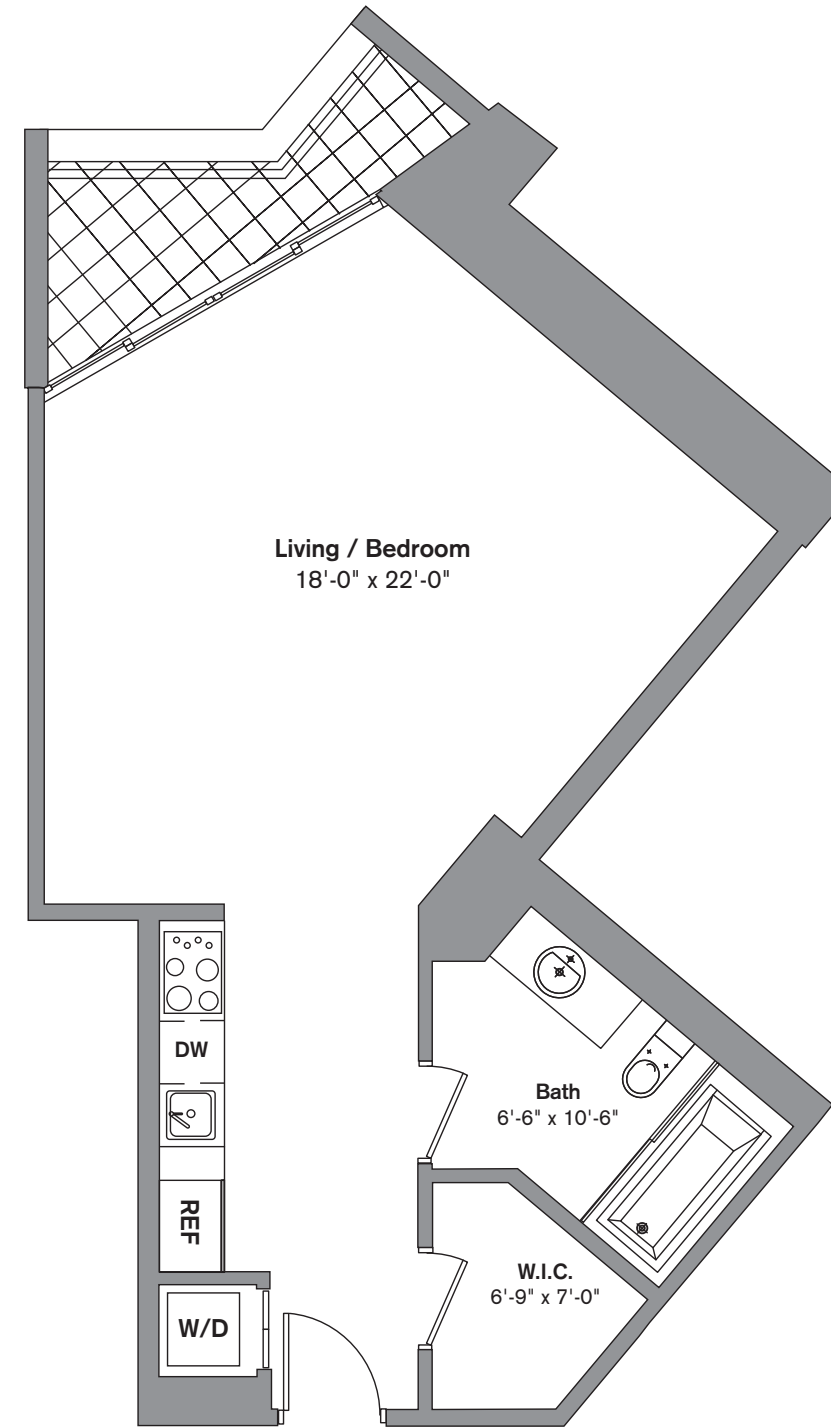 Living / Bedroom
18'-0" x 22'-0"
DW
Bath
6'-6" x 10'-6"
REF
W.I.C.
6'-9" x 7'-0"
W/D